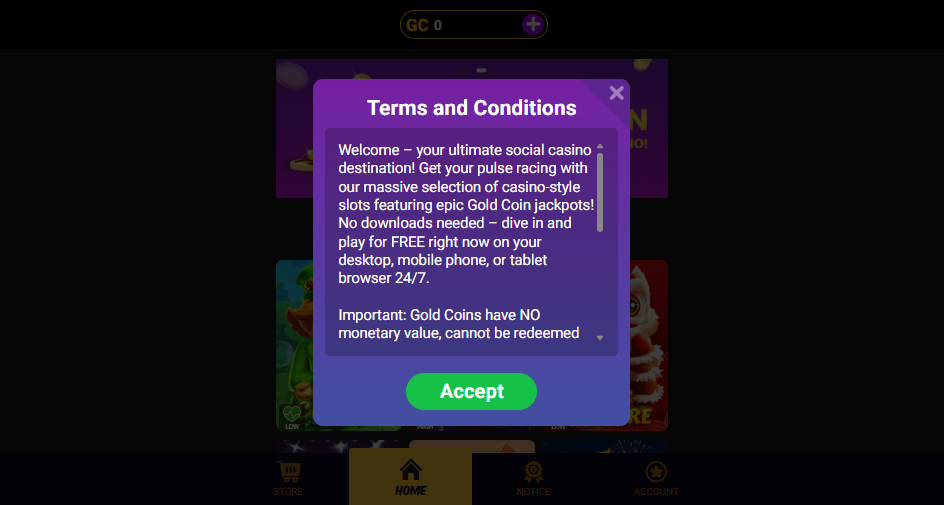 GC 0
N
O!
Terms and Conditions
Welcome – your ultimate social casino
destination! Get your pulse racing with
our massive selection of casino-style
slots featuring epic Gold Coin jackpots!
No downloads needed – dive in and
play for FREE right now on your
desktop, mobile phone, or tablet
browser 24/7.
Important: Gold Coins have NO
monetary value, cannot be redeemed
Accept
RE
LOW
HIGH
LOW
STORE
HOME
NOTICE
ACCOUNT